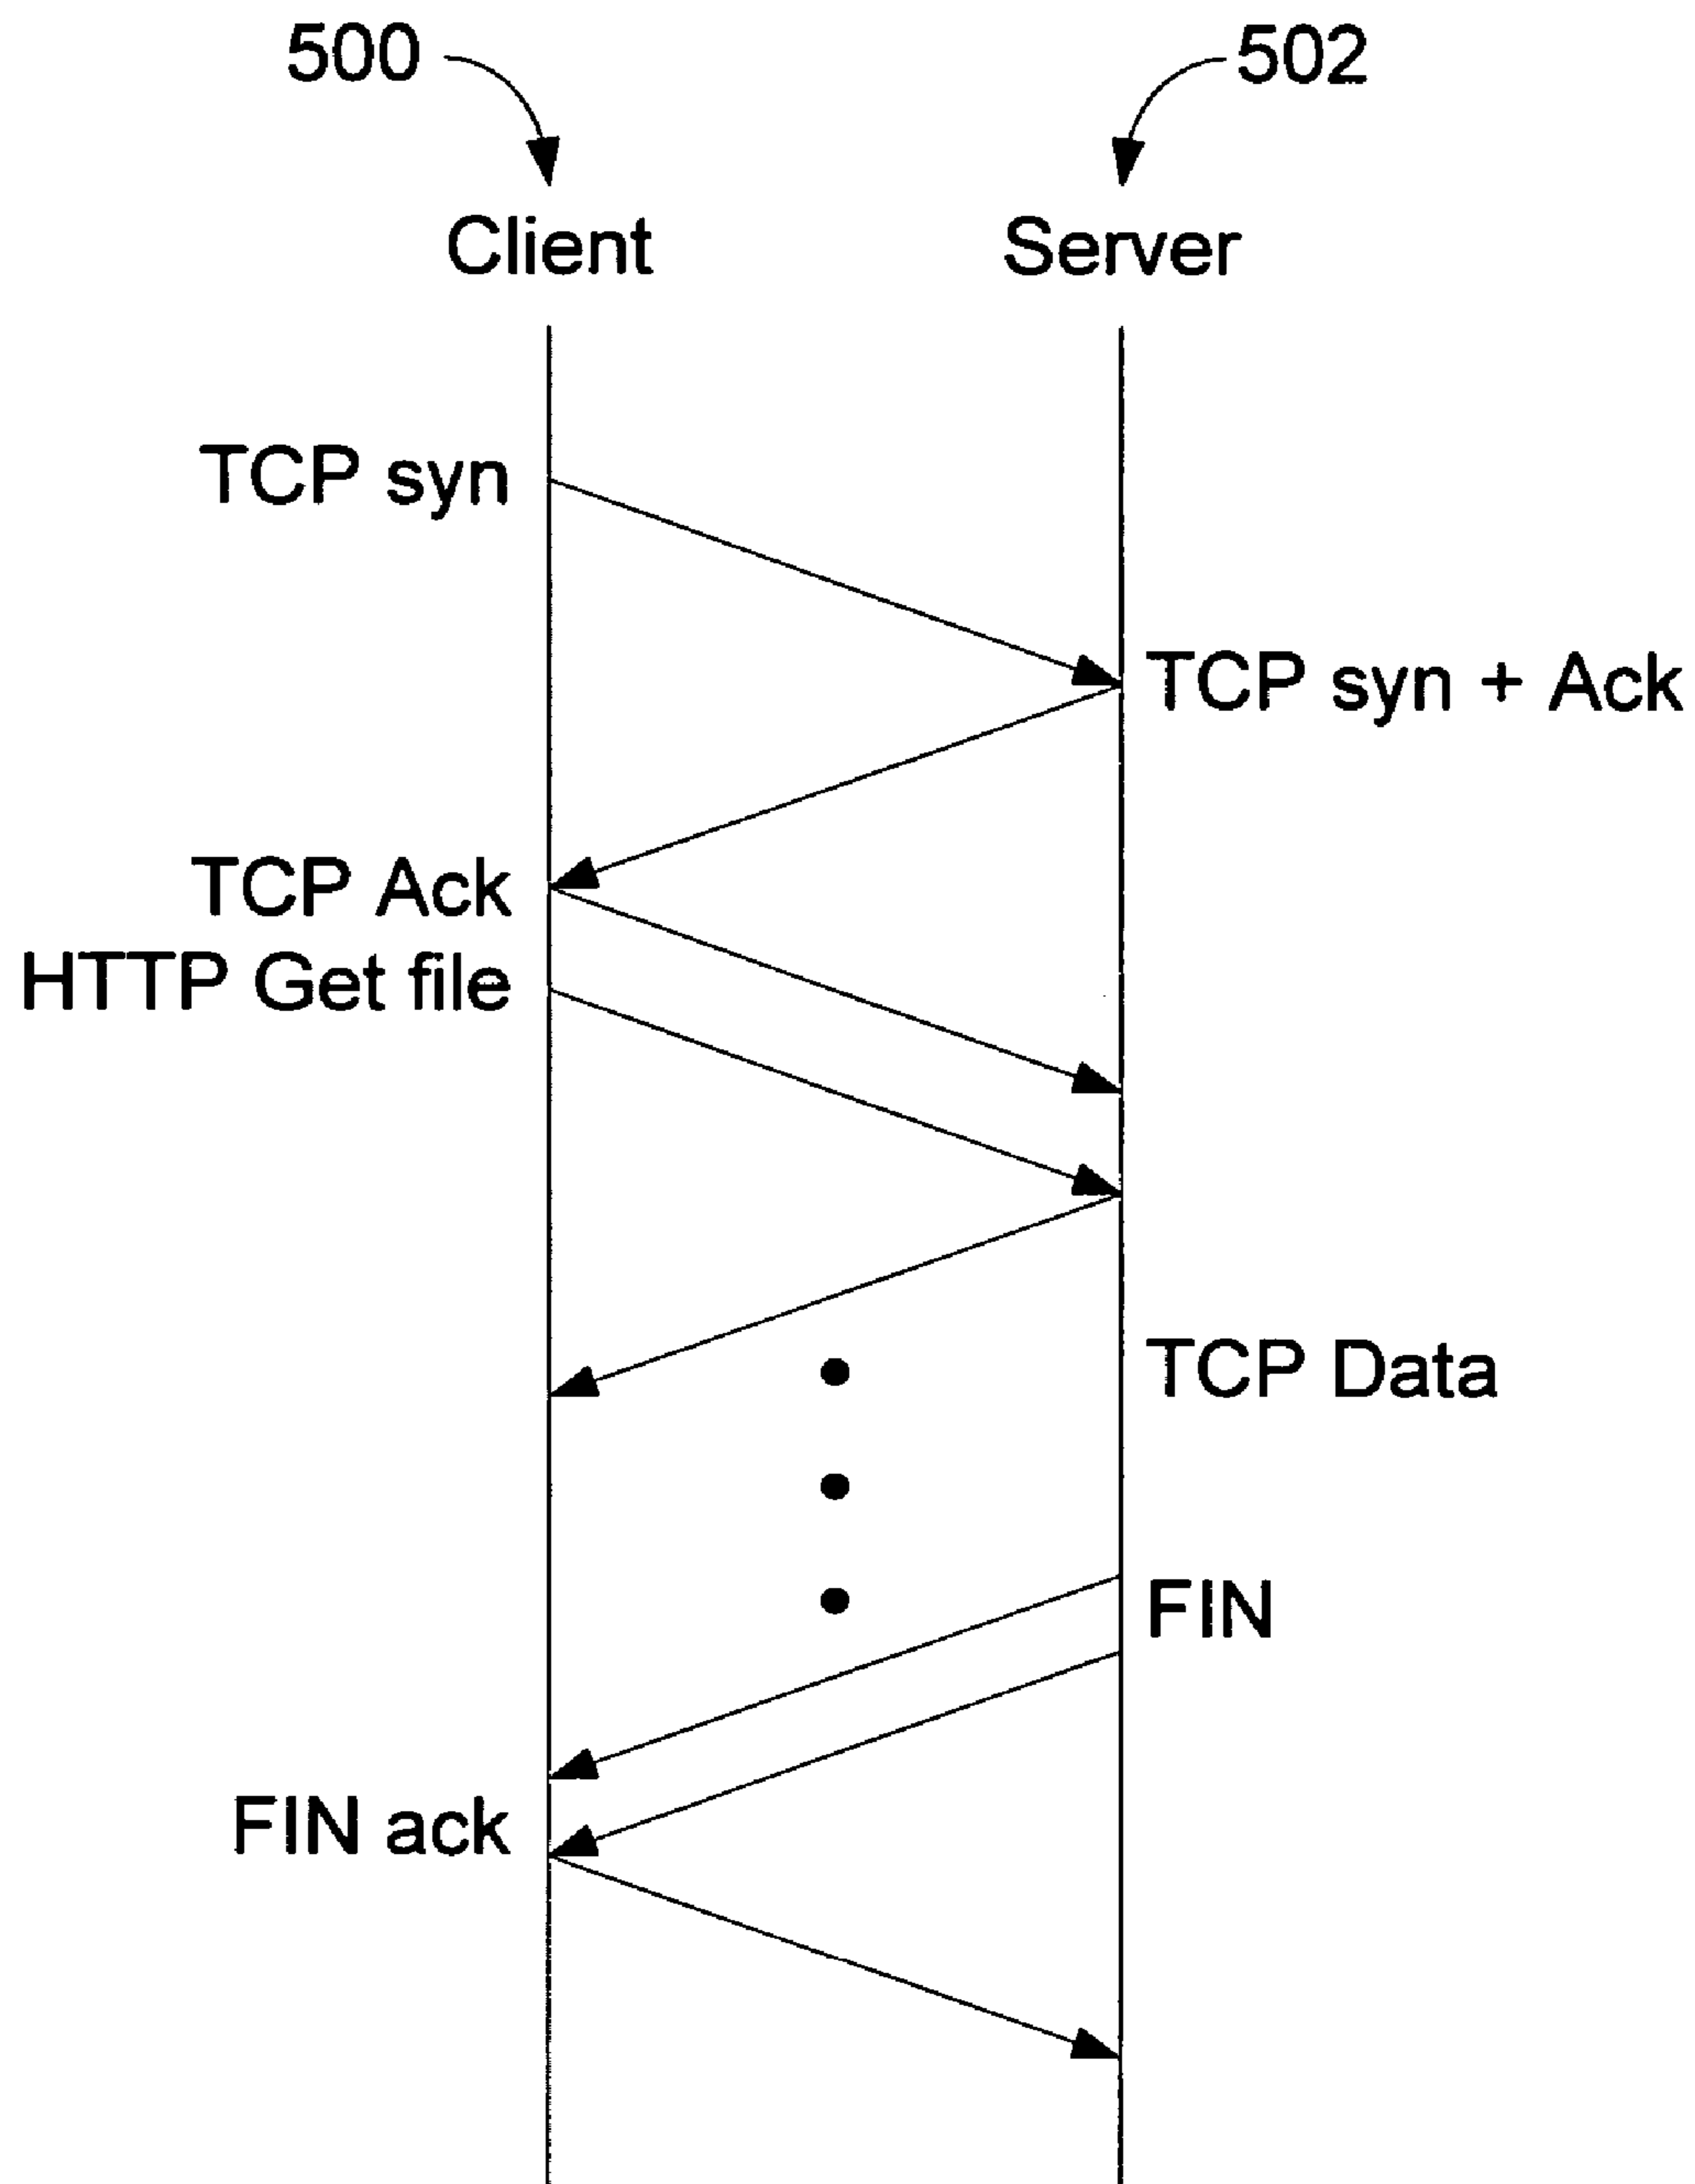 500
502
Client
Server
TCP syn
TCP syn + Ack
TCP Ack
HTTP Get file
TCP Data
FIN
FIN ack